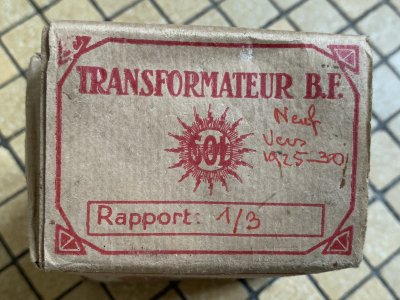 TRANSFORMATEUR B.F.
SOL
Neuf
Vers
1925-30
Rapport: 1/3